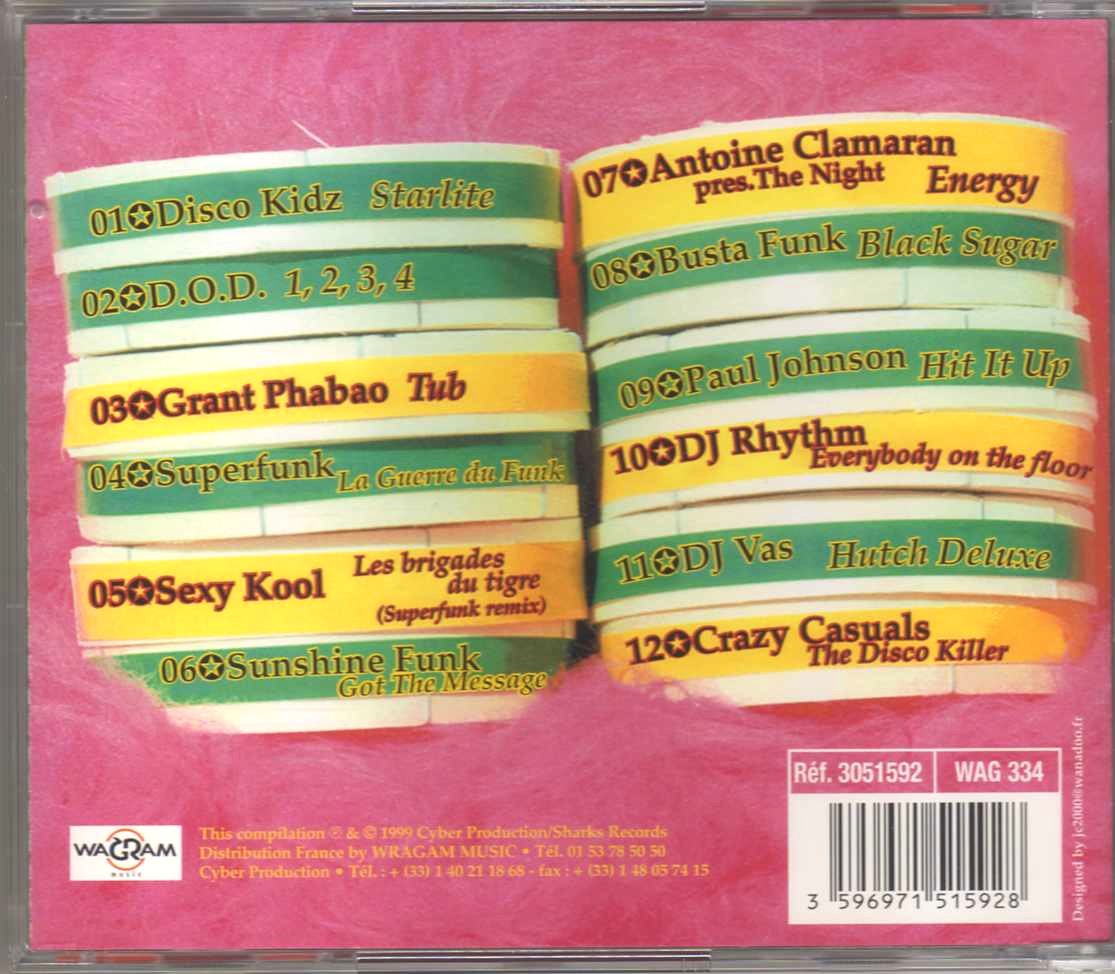 01 Disco Kidz Starlite
02 D.O.D. 1, 2, 3, 4
03 Grant Phabao Tub
04 Superfunk La Guerre du Funk
05 Sexy Kool Les brigades
du tigre
(Superfunk remix)
06 Sunshine Funk
Got The Message
07 Antoine Clamaran
pres.The Night Energy
08 Busta Funk Black Sugar
09 Paul Johnson Hit It Up
10 DJ Rhythm
Everybody on the floor
11 DJ Vas Hutch Deluxe
12 Crazy Casuals
The Disco Killer
Réf. 3051592 WAG 334
3 596971 515928
Designed by jc2000@wanadoo.fr
WAGRAM
music
This compilation ℗ & © 1999 Cyber Production/Sharks Records
Distribution France by WRAGAM MUSIC • Tél. 01 53 78 50 50
Cyber Production • Tél. : + (33) 1 40 21 18 68 - fax : + (33) 1 48 05 74 15